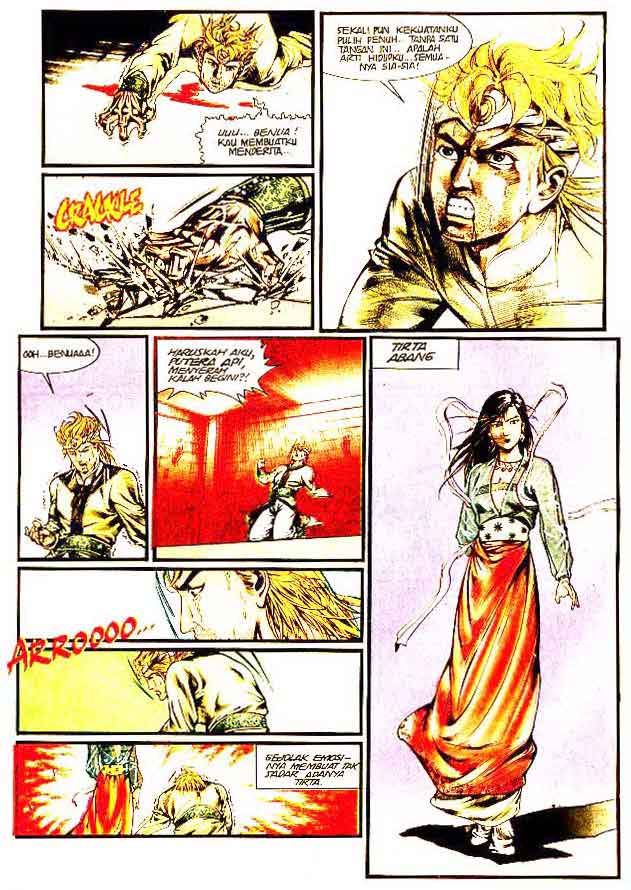 UUU... BENUA!
KAU MEMBUATKU
MENDERITA...
SEKALIPUN KEKUATANKU
PULIH PENUH. TANPA SATU
TANGAN INI... APALAH
ARTI HIDUPKU... SEMUA-
NYA SIA-SIA!
CRACKLE
OOH...BENUAAA!
HARUSKAH AKU,
PUTERA API,
MENYERAH
KALAH BEGINI?!
TIRTA
ABANG
ARROOOO...
GEJOLAK EMOSI-
NYA MEMBUAT TAK
SADAR ADANYA
TIRTA.